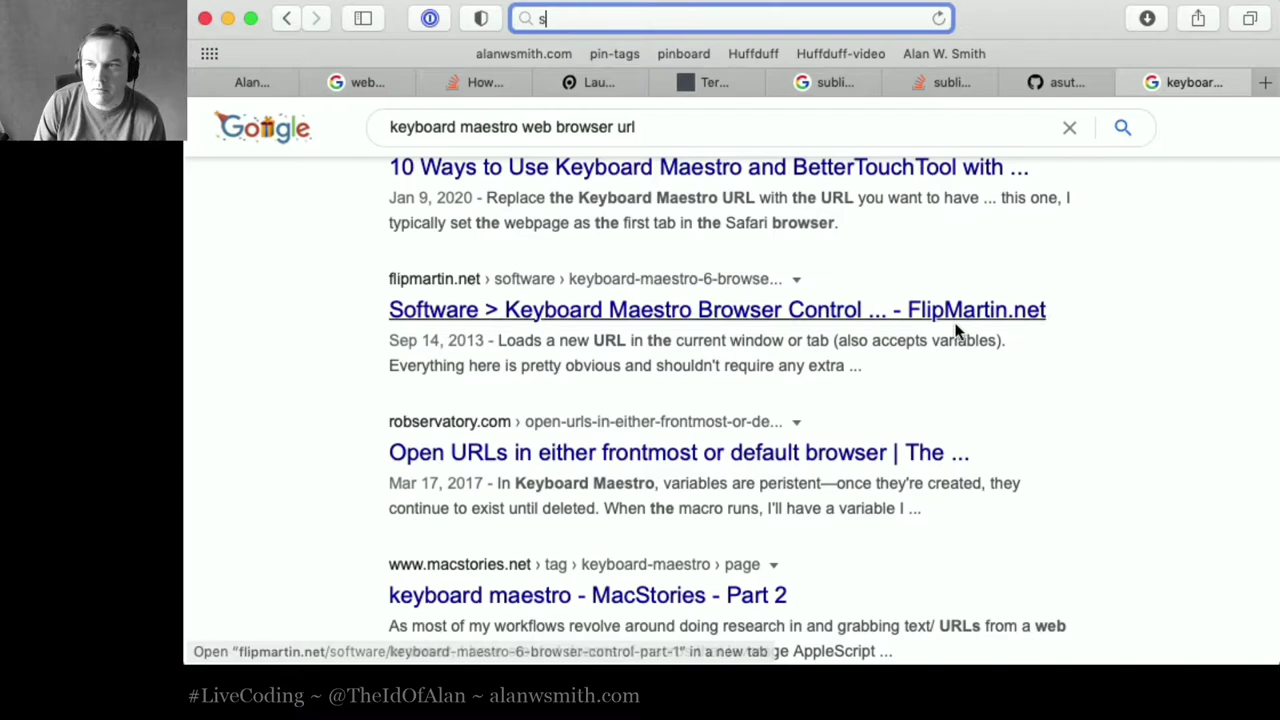 s
alanwsmith.com pin-tags pinboard Huffduff Huffduff-video Alan W. Smith
Alan... web... How... Lau... Ter... subli... subli... asut... keyboar...
Google
keyboard maestro web browser url
10 Ways to Use Keyboard Maestro and BetterTouchTool with ...
Jan 9, 2020 - Replace the Keyboard Maestro URL with the URL you want to have ... this one, I
typically set the webpage as the first tab in the Safari browser.
flipmartin.net › software › keyboard-maestro-6-browse...
Software > Keyboard Maestro Browser Control ... - FlipMartin.net
Sep 14, 2013 - Loads a new URL in the current window or tab (also accepts variables).
Everything here is pretty obvious and shouldn't require any extra ...
robservatory.com › open-urls-in-either-frontmost-or-de...
Open URLs in either frontmost or default browser | The ...
Mar 17, 2017 - In Keyboard Maestro, variables are peristent—once they're created, they
continue to exist until deleted. When the macro runs, I'll have a variable I ...
www.macstories.net › tag › keyboard-maestro › page
keyboard maestro - MacStories - Part 2
As most of my workflows revolve around doing research in and grabbing text/ URLs from a web
Open “flipmartin.net/software/keyboard-maestro-6-browser-control-part-1” in a new tab ge AppleScript ...
#LiveCoding ~ @TheIdOfAlan ~ alanwsmith.com